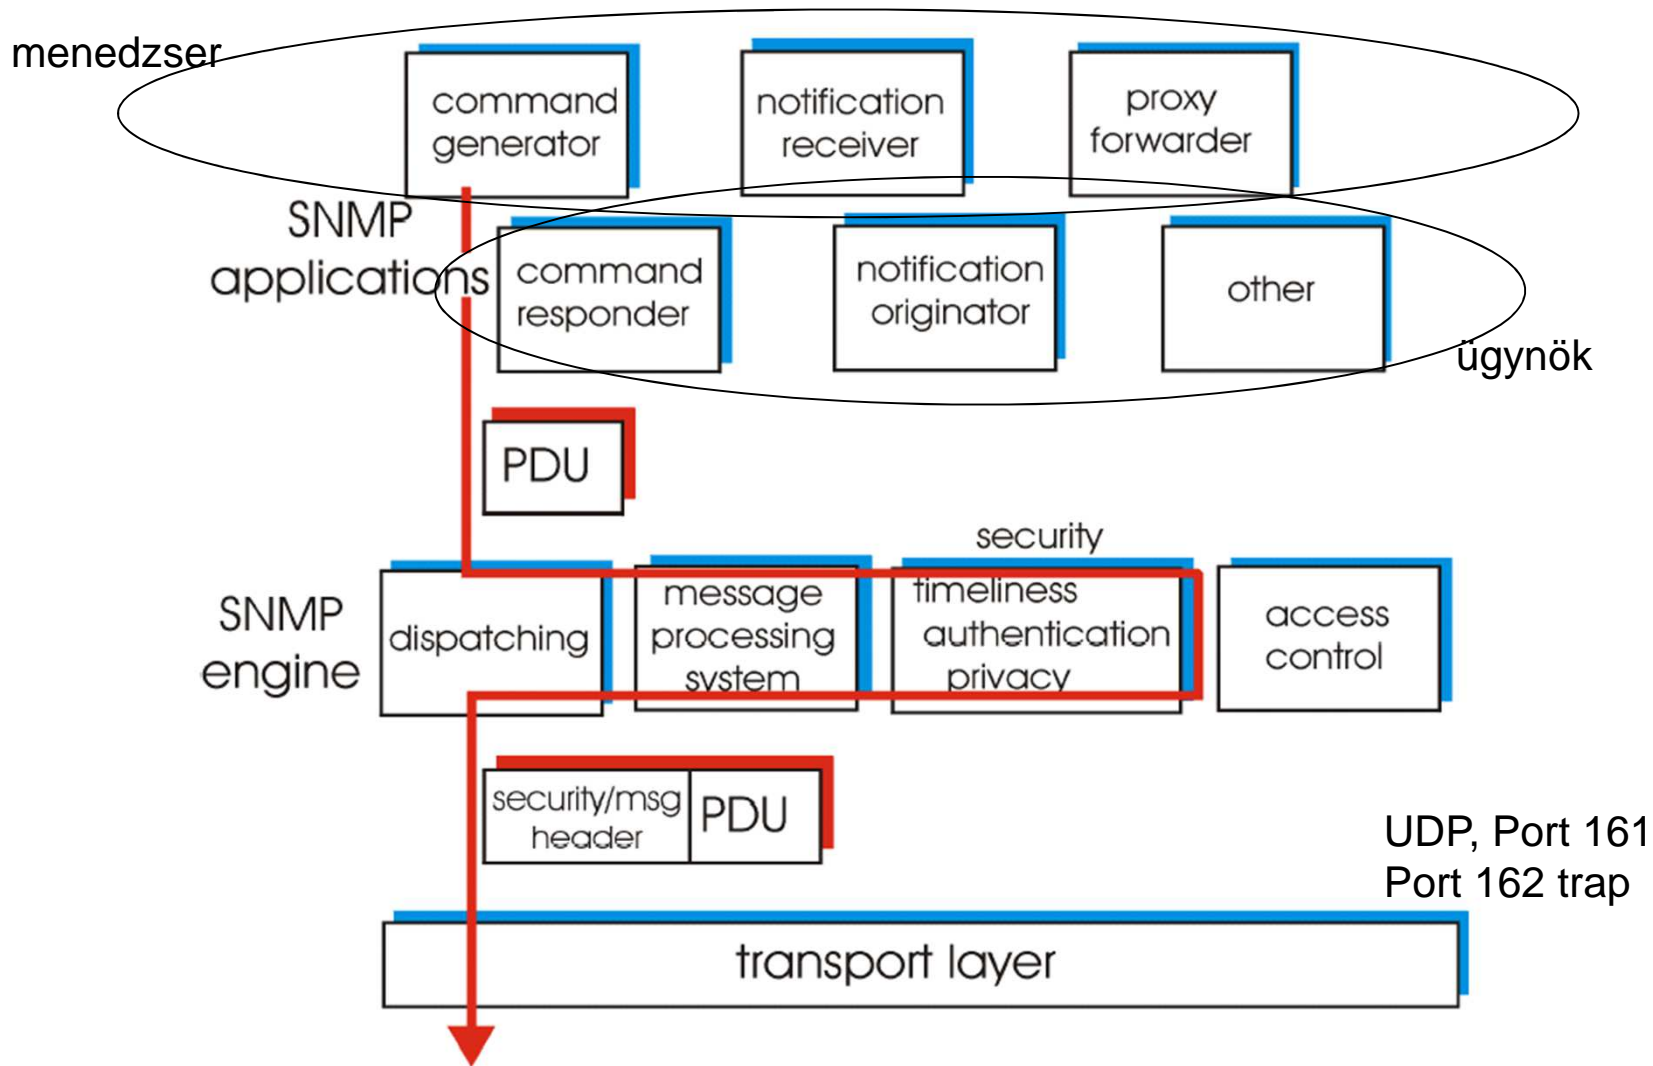 menedzser
command
generator
notification
receiver
proxy
forwarder
SNMP
applications
command
responder
notification
originator
other
ügynök
PDU
security
SNMP
engine
dispatching
message
processing
system
timeliness
authentication
privacy
access
control
security/msg
header
PDU
UDP, Port 161
Port 162 trap
transport layer